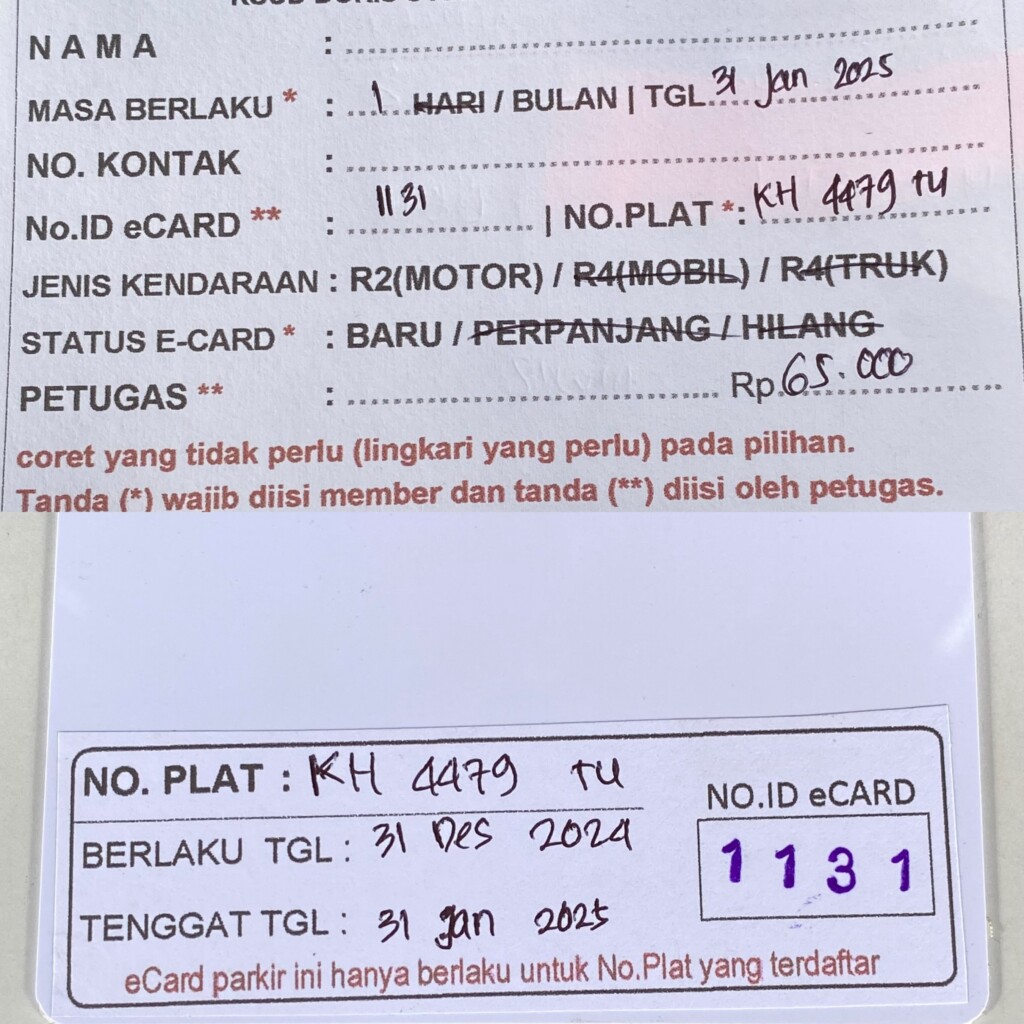 NAMA :
MASA BERLAKU * : 1 HARI / BULAN | TGL 31 Jan 2025
NO. KONTAK :
No.ID eCARD ** : 1131 | NO.PLAT *: KH 4479 TU
JENIS KENDARAAN : R2(MOTOR) / R4(MOBIL) / R4(TRUK)
STATUS E-CARD * : BARU / PERPANJANG / HILANG
PETUGAS ** : Rp. 65.000
coret yang tidak perlu (lingkari yang perlu) pada pilihan.
Tanda (*) wajib diisi member dan tanda (**) diisi oleh petugas.
NO. PLAT : KH 4479 TU
BERLAKU TGL : 31 Des 2024
TENGGAT TGL : 31 Jan 2025
NO.ID eCARD
1131
eCard parkir ini hanya berlaku untuk No.Plat yang terdaftar